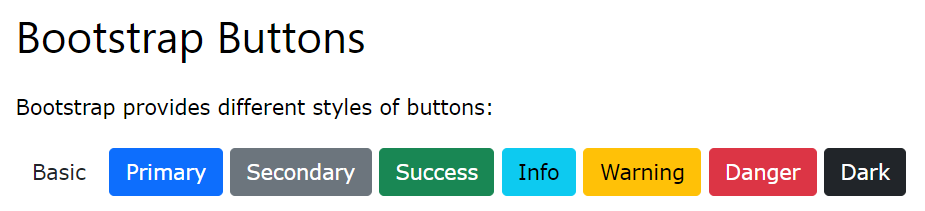 Bootstrap Buttons
Bootstrap provides different styles of buttons:
Basic Primary Secondary Success Info Warning Danger Dark